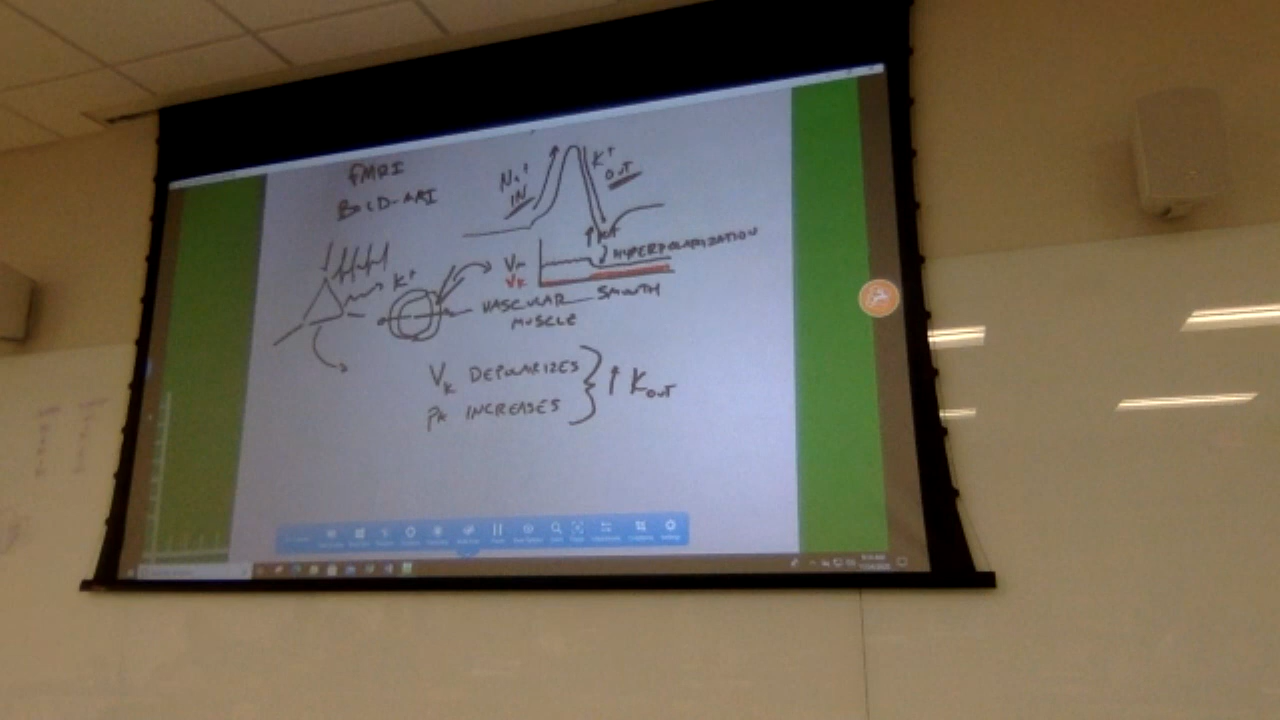 fMRI
BOLD-MRI
Na+
IN
K+
OUT
K+
Vm
HYPERPOLARIZATION
VK
K+
VASCULAR SMOOTH
MUSCLE
VK DEPOLARIZES
PK INCREASES
↑ KOUT